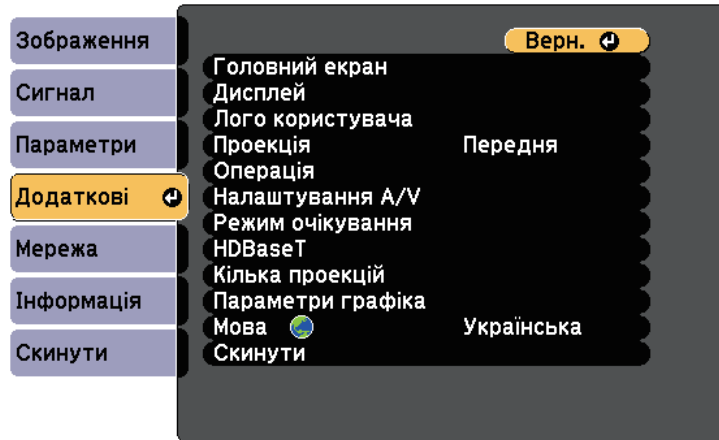 Зображення
Сигнал
Параметри
Додаткові
Мережа
Інформація
Скинути
Верн.
Головний екран
Дисплей
Лого користувача
Проекція Передня
Операція
Налаштування A/V
Режим очікування
HDBaseT
Кілька проекцій
Параметри графіка
Мова Українська
Скинути